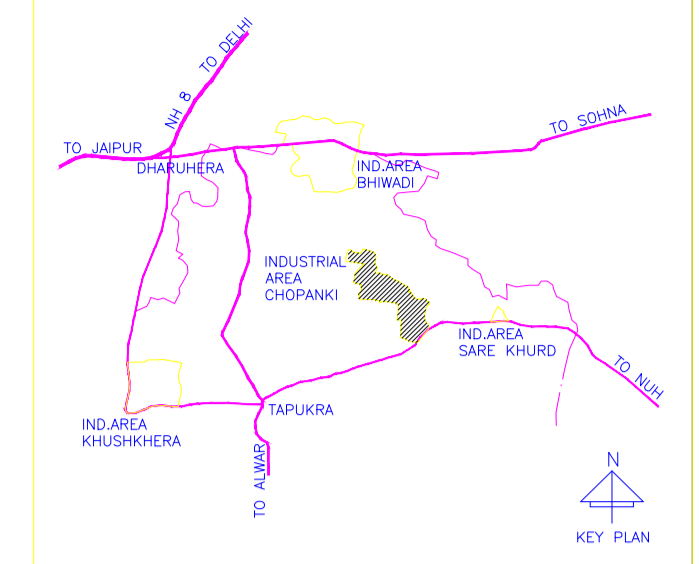 TO DELHI
NH 8
TO SOHNA
TO JAIPUR
DHARUHERA
IND.AREA
BHIWADI
INDUSTRIAL
AREA
CHOPANKI
IND.AREA
SARE KHURD
TO NUH
TAPUKRA
IND.AREA
KHUSHKHERA
TO ALWAR
N
KEY PLAN